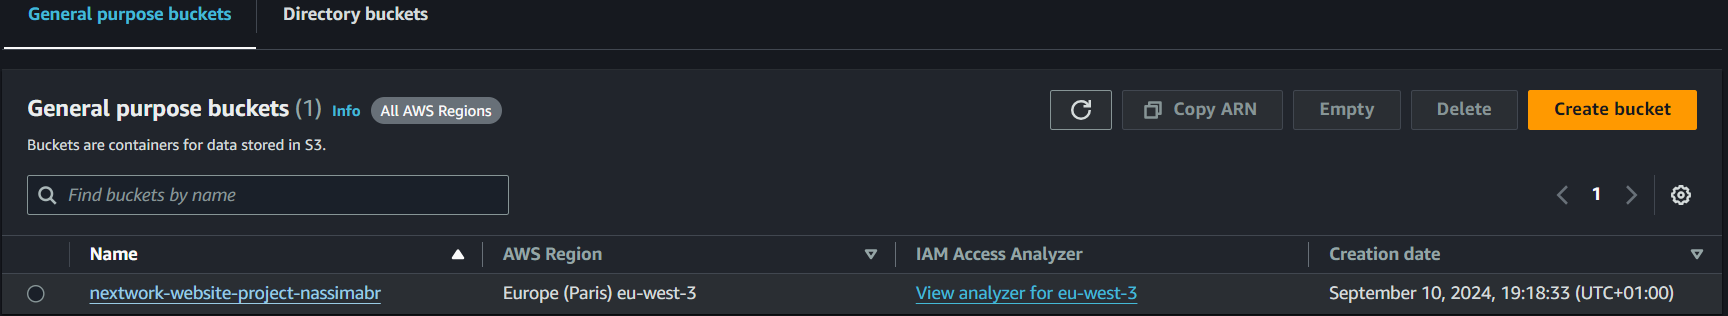 General purpose buckets Directory buckets
General purpose buckets (1) Info All AWS Regions Copy ARN Empty Delete Create bucket
Buckets are containers for data stored in S3.
Find buckets by name 1
Name AWS Region IAM Access Analyzer Creation date
nextwork-website-project-nassimabr Europe (Paris) eu-west-3 View analyzer for eu-west-3 September 10, 2024, 19:18:33 (UTC+01:00)